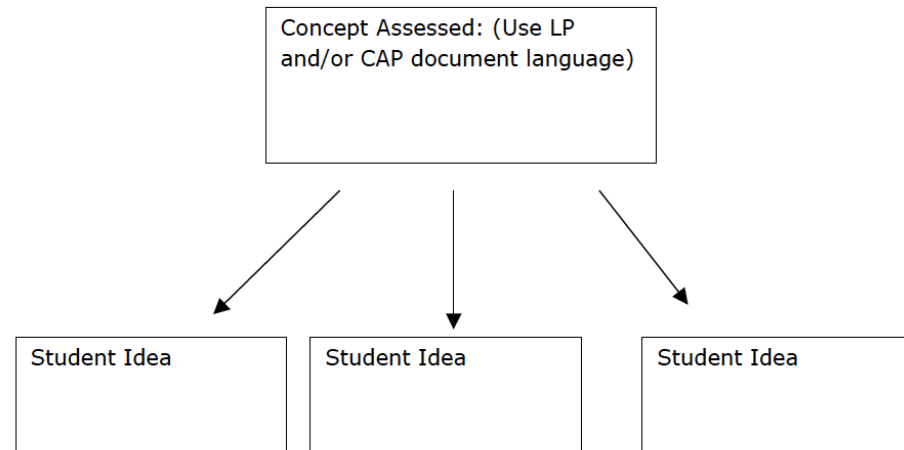 Concept Assessed: (Use LP
and/or CAP document language)
Student Idea
Student Idea
Student Idea